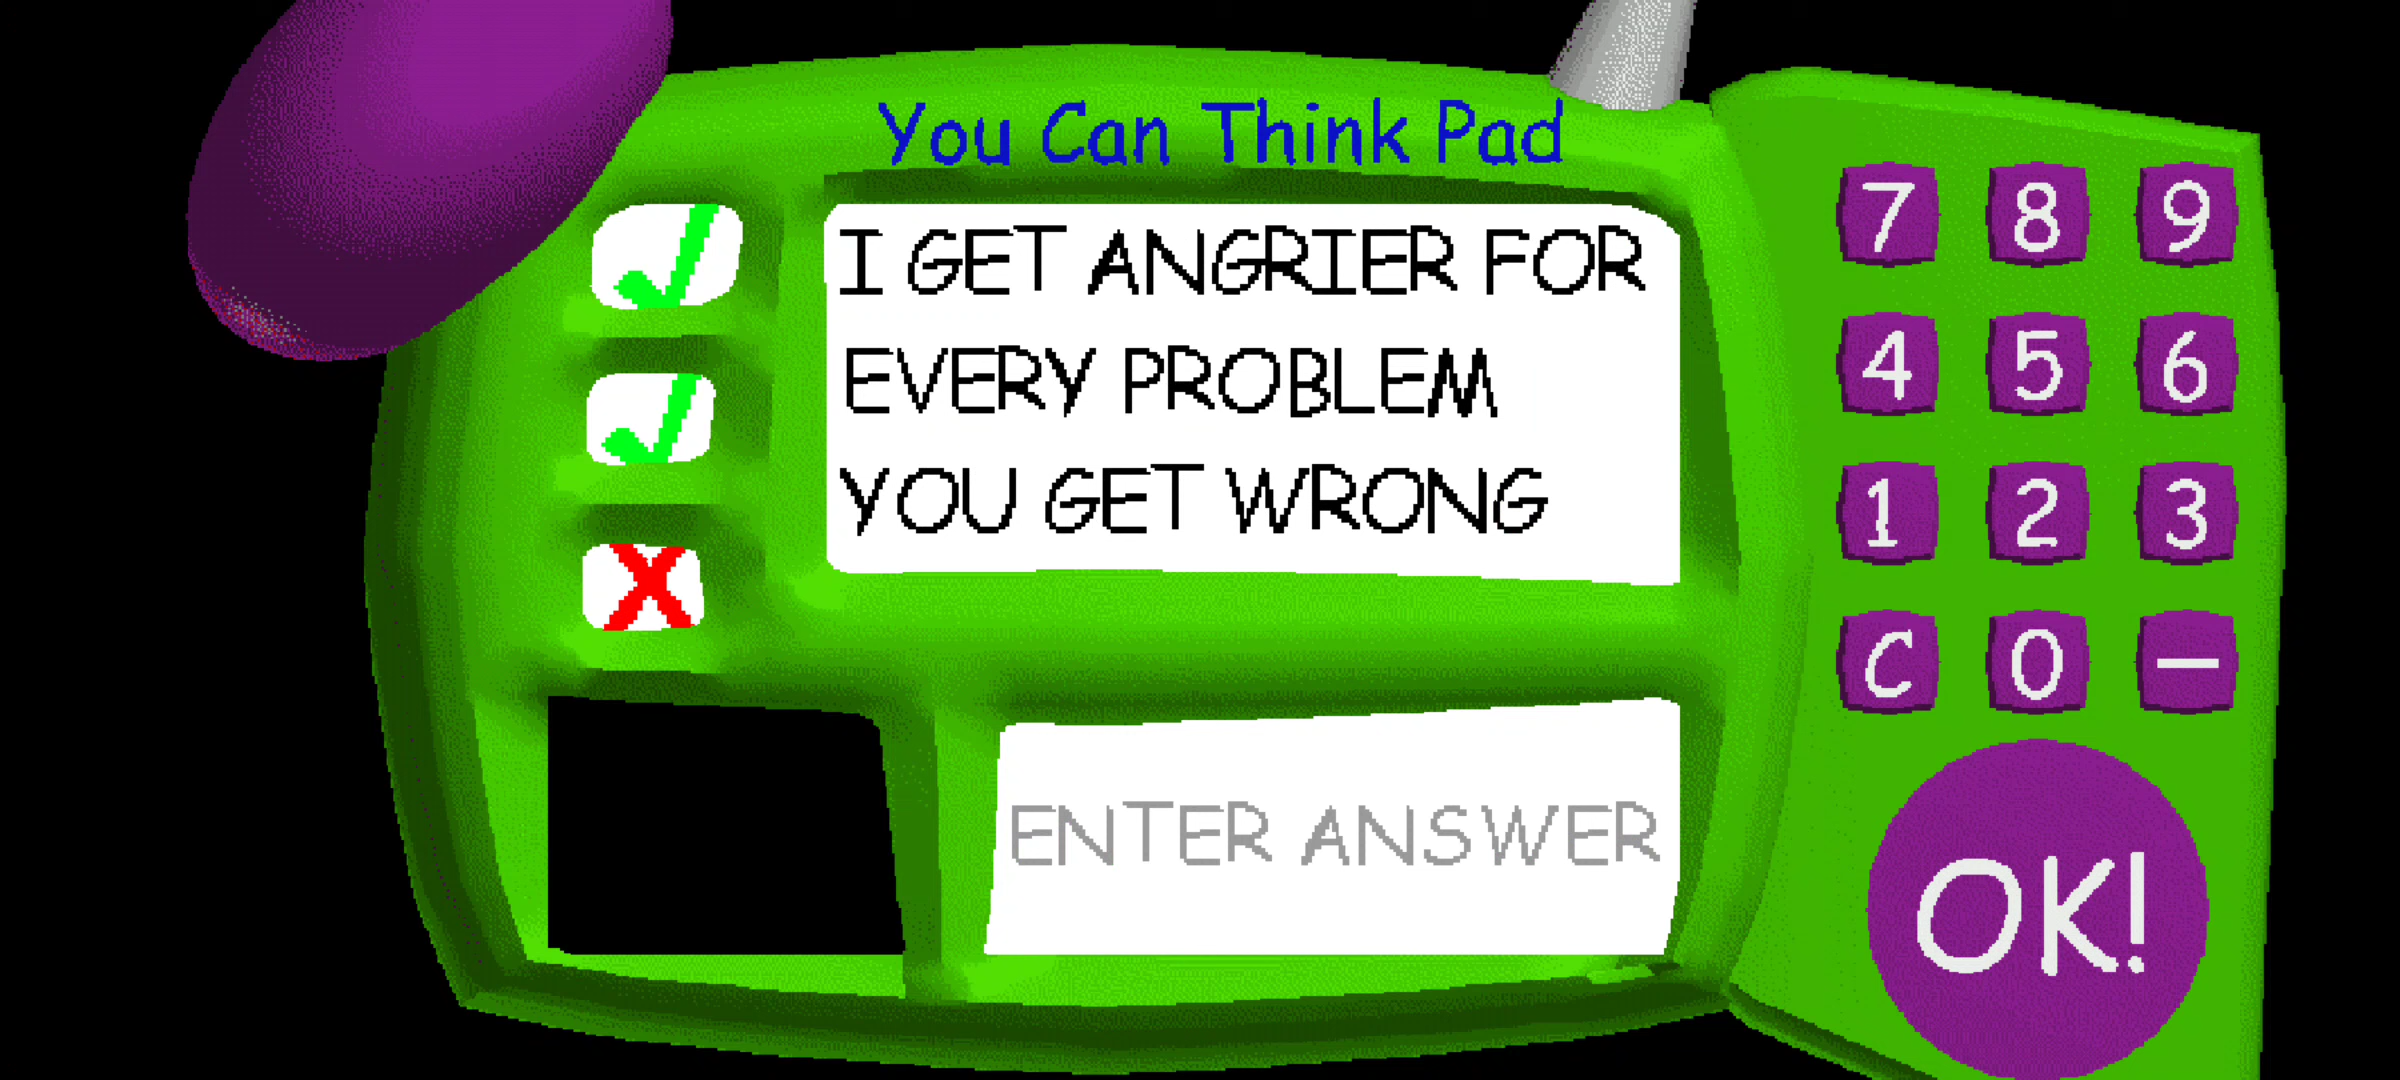 You Can Think Pad
I GET ANGRIER FOR
EVERY PROBLEM
YOU GET WRONG
ENTER ANSWER
7 8 9
4 5 6
1 2 3
C 0 —
OK!